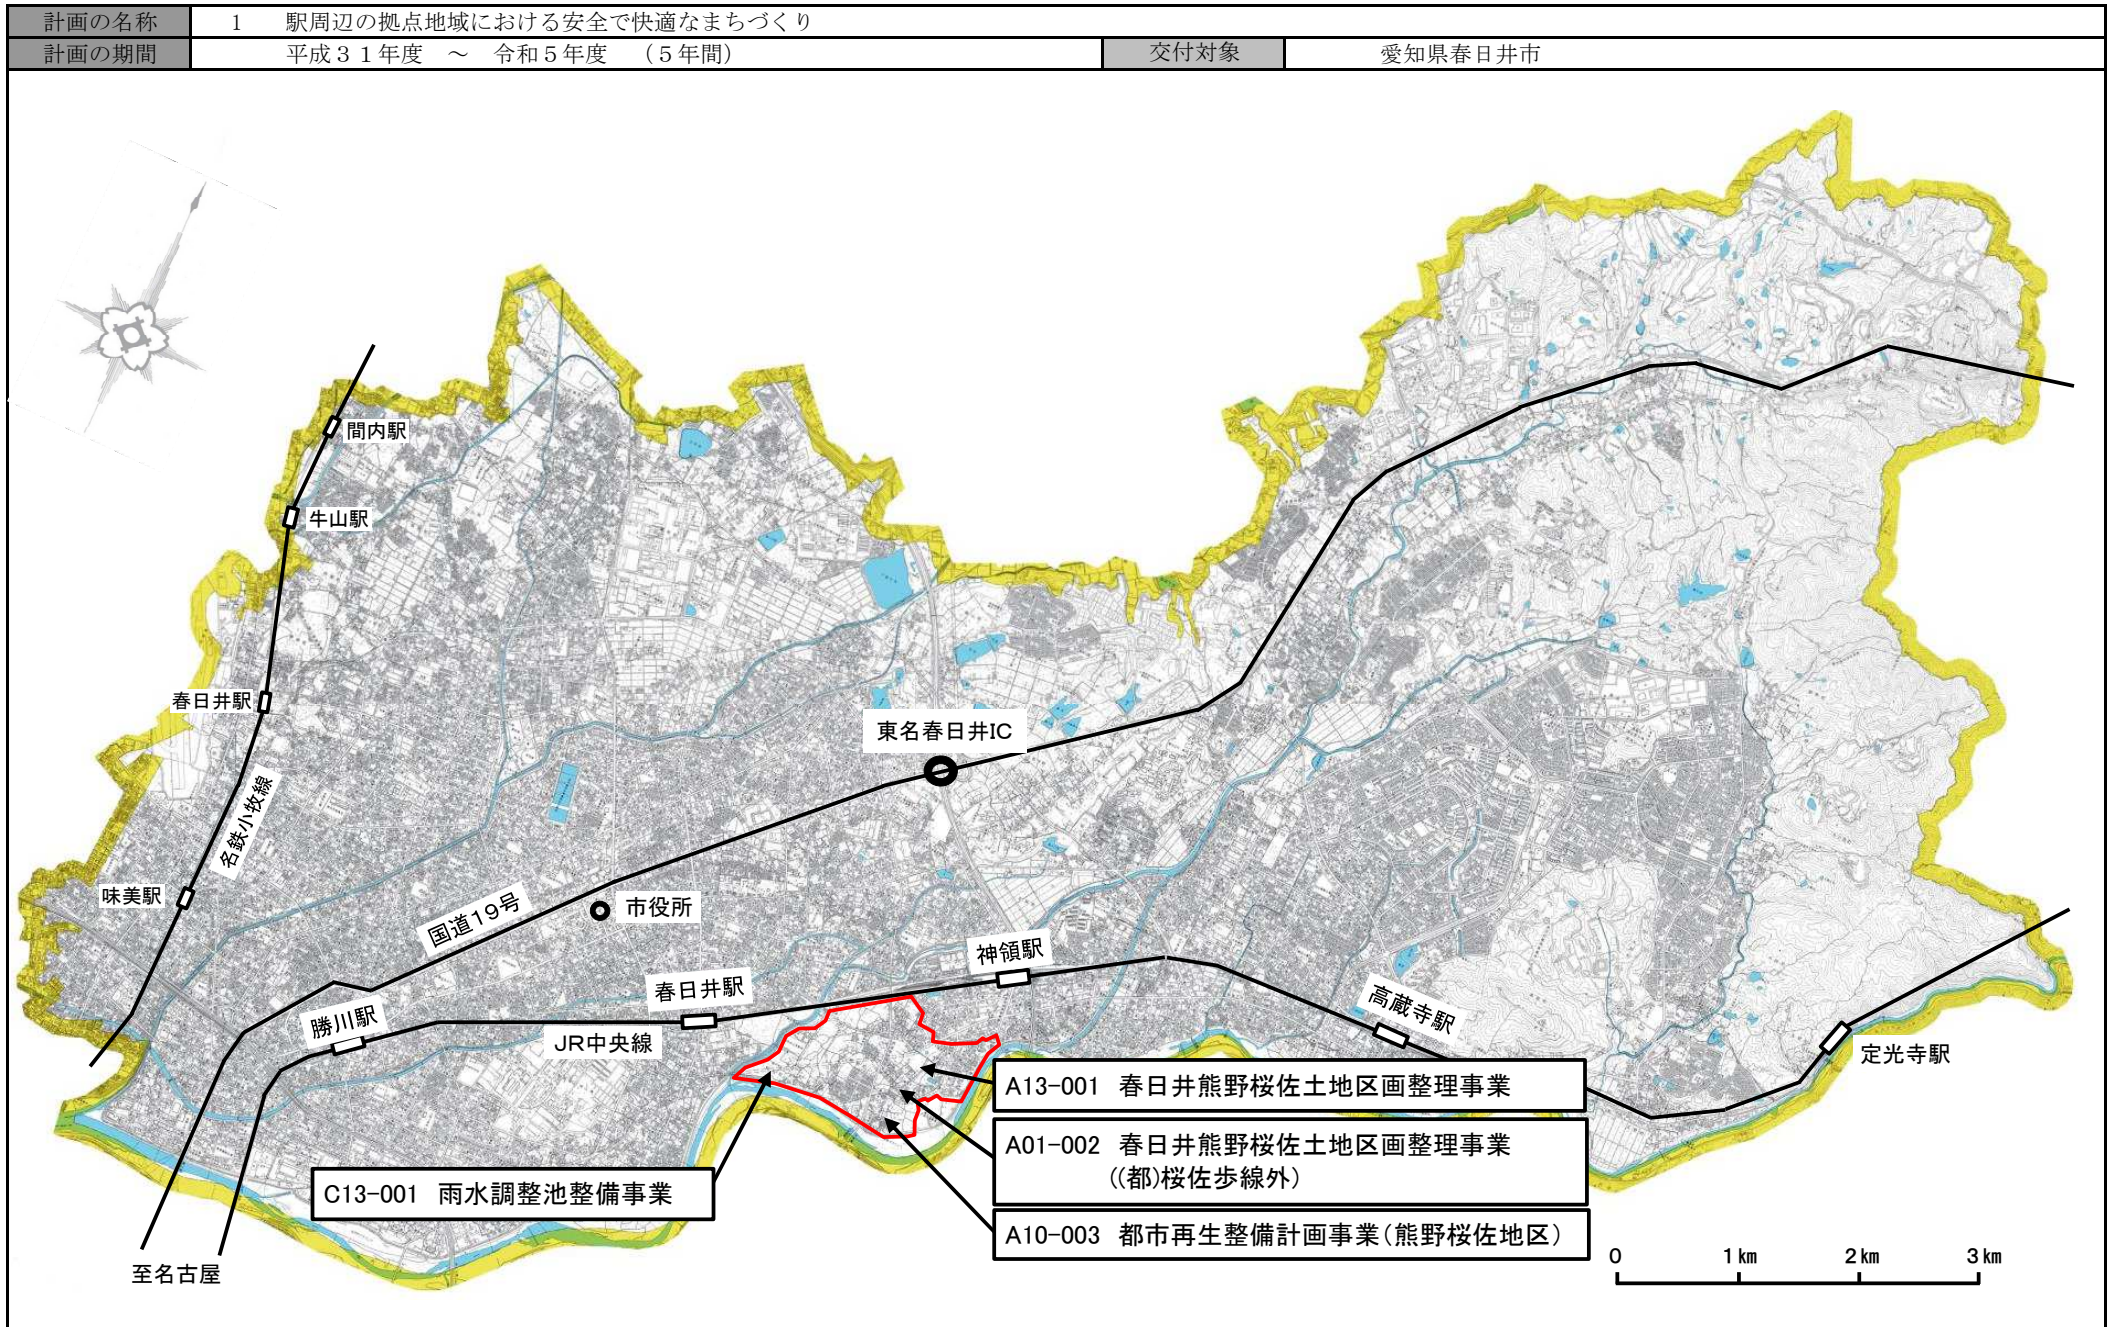 計画の名称
1 駅周辺の拠点地域における安全で快適なまちづくり
計画の期間
平成３１年度 ～ 令和５年度 （５年間）
交付対象
愛知県春日井市
間内駅
牛山駅
春日井駅
名鉄小牧線
味美駅
東名春日井IC
国道19号
市役所
神領駅
春日井駅
勝川駅
JR中央線
高蔵寺駅
定光寺駅
A13-001 春日井熊野桜佐土地区画整理事業
A01-002 春日井熊野桜佐土地区画整理事業
((都)桜佐歩線外)
C13-001 雨水調整池整備事業
A10-003 都市再生整備計画事業(熊野桜佐地区)
至名古屋
0 1km 2km 3km